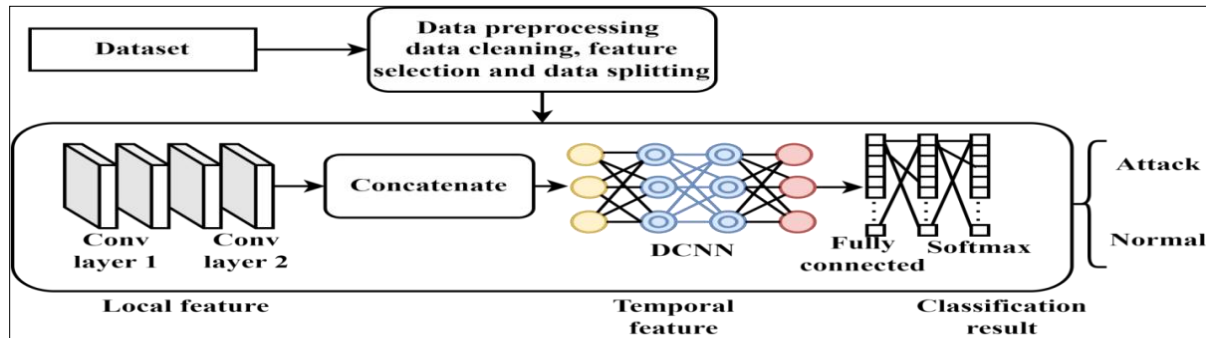 Dataset
Data preprocessing
data cleaning, feature
selection and data splitting
Concatenate
Conv
layer 1
Conv
layer 2
DCNN
Fully
connected
Softmax
Attack
Normal
Local feature
Temporal
feature
Classification
result